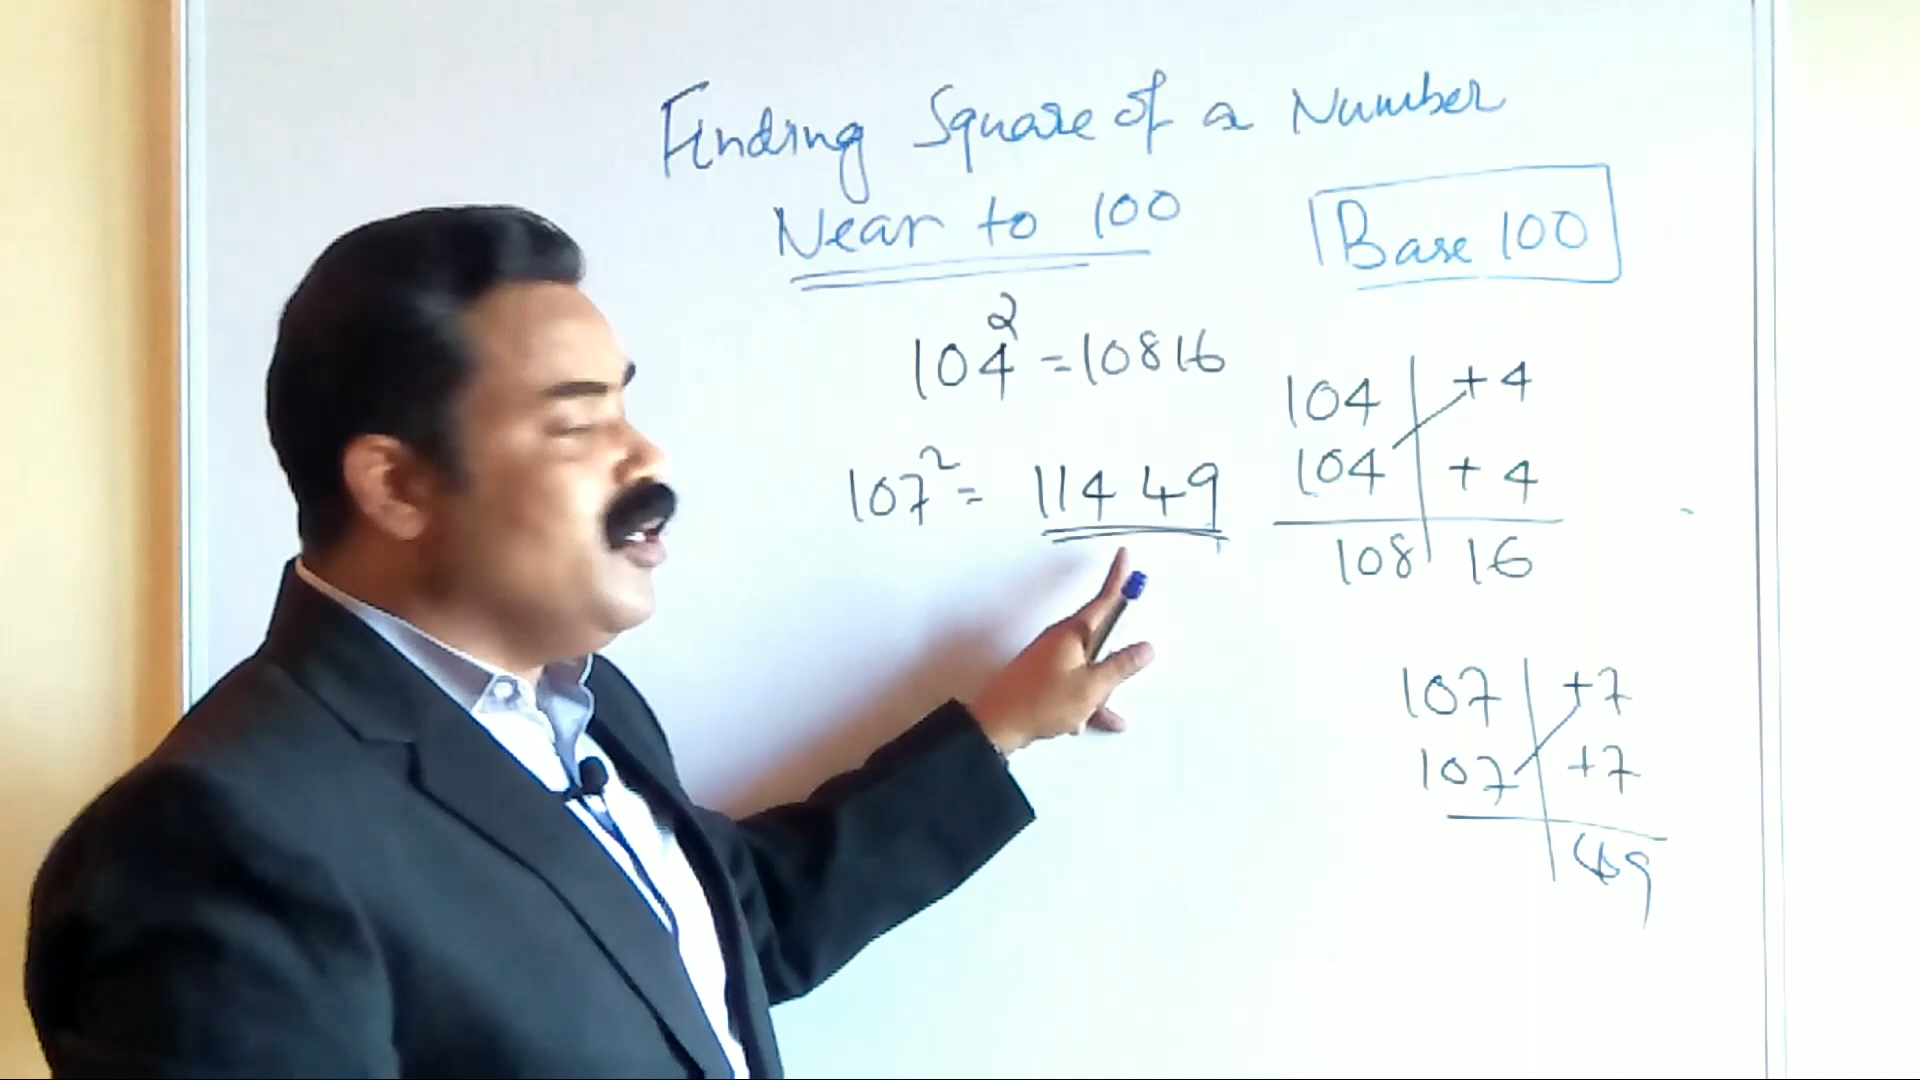 Finding Square of a Number
Near to 100
Base 100
104² = 10816
107² = 11449
104 | +4
104 | +4
108 | 16
107 | +7
107 | +7
49